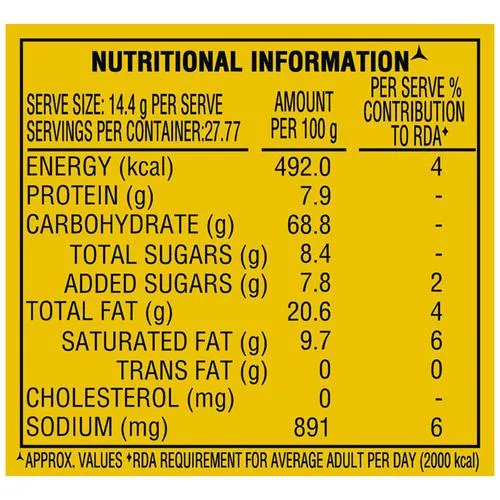 NUTRITIONAL INFORMATION⅄
SERVE SIZE: 14.4 g PER SERVE
SERVINGS PER CONTAINER:27.77
AMOUNT
PER 100 g
PER SERVE %
CONTRIBUTION
TO RDA♦
ENERGY (kcal) 492.0 4
PROTEIN (g) 7.9 -
CARBOHYDRATE (g) 68.8 -
TOTAL SUGARS (g) 8.4 -
ADDED SUGARS (g) 7.8 2
TOTAL FAT (g) 20.6 4
SATURATED FAT (g) 9.7 6
TRANS FAT (g) 0 0
CHOLESTEROL (mg) 0 -
SODIUM (mg) 891 6
⅄APPROX. VALUES ♦RDA REQUIREMENT FOR AVERAGE ADULT PER DAY (2000 kcal)